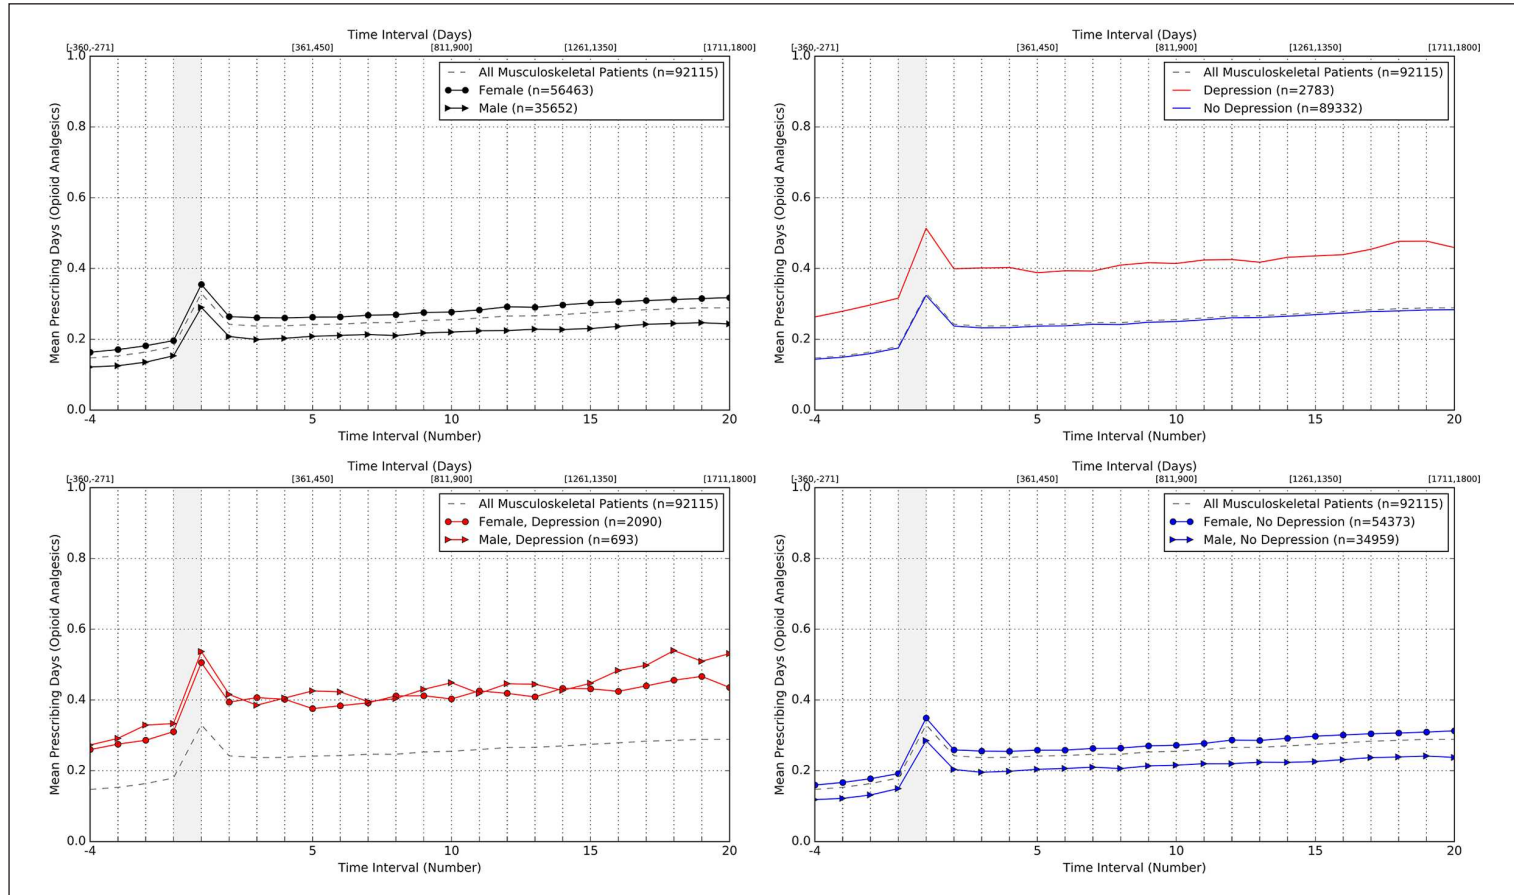 Time Interval (Days)
[-360,-271] [361,450] [811,900] [1261,1350] [1711,1800]
1.0
0.8
0.6
0.4
0.2
0.0
Mean Prescribing Days (Opioid Analgesics)
All Musculoskeletal Patients (n=92115)
Female (n=56463)
Male (n=35652)
-4 5 10 15 20
Time Interval (Number)
Time Interval (Days)
[-360,-271] [361,450] [811,900] [1261,1350] [1711,1800]
1.0
0.8
0.6
0.4
0.2
0.0
Mean Prescribing Days (Opioid Analgesics)
All Musculoskeletal Patients (n=92115)
Depression (n=2783)
No Depression (n=89332)
-4 5 10 15 20
Time Interval (Number)
Time Interval (Days)
[-360,-271] [361,450] [811,900] [1261,1350] [1711,1800]
1.0
0.8
0.6
0.4
0.2
0.0
Mean Prescribing Days (Opioid Analgesics)
All Musculoskeletal Patients (n=92115)
Female, Depression (n=2090)
Male, Depression (n=693)
-4 5 10 15 20
Time Interval (Number)
Time Interval (Days)
[-360,-271] [361,450] [811,900] [1261,1350] [1711,1800]
1.0
0.8
0.6
0.4
0.2
0.0
Mean Prescribing Days (Opioid Analgesics)
All Musculoskeletal Patients (n=92115)
Female, No Depression (n=54373)
Male, No Depression (n=34959)
-4 5 10 15 20
Time Interval (Number)